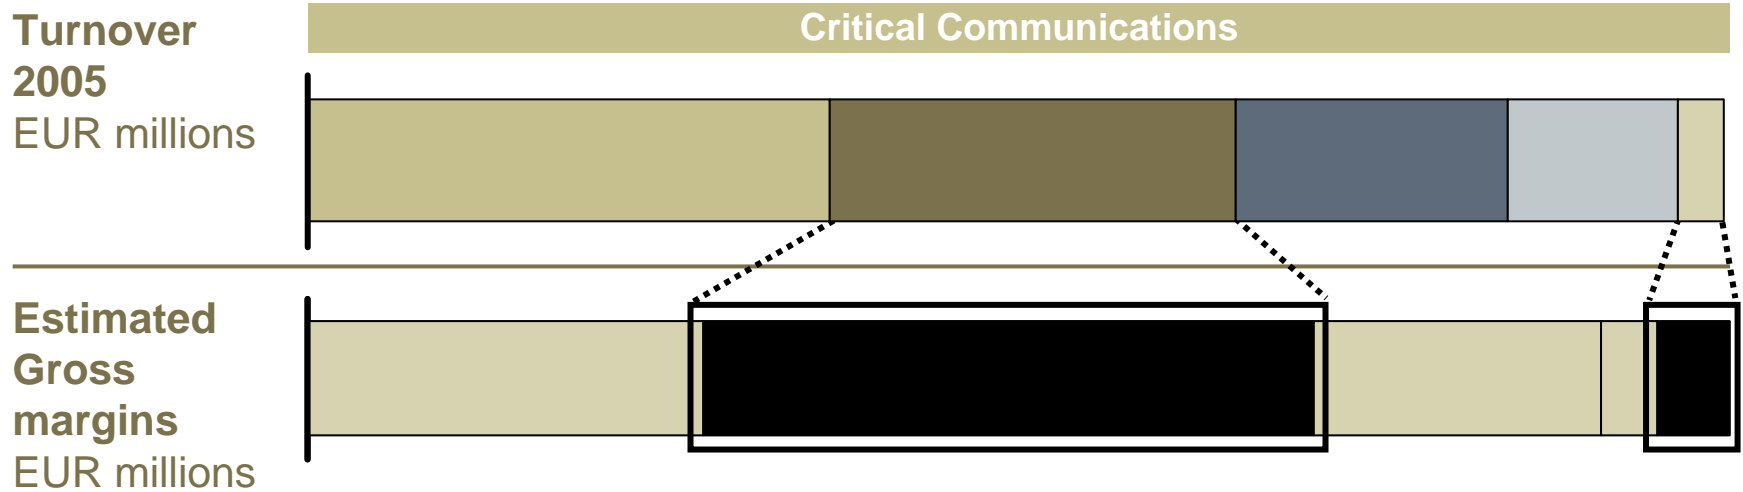 Turnover
2005
EUR millions
Critical Communications
Estimated
Gross
margins
EUR millions